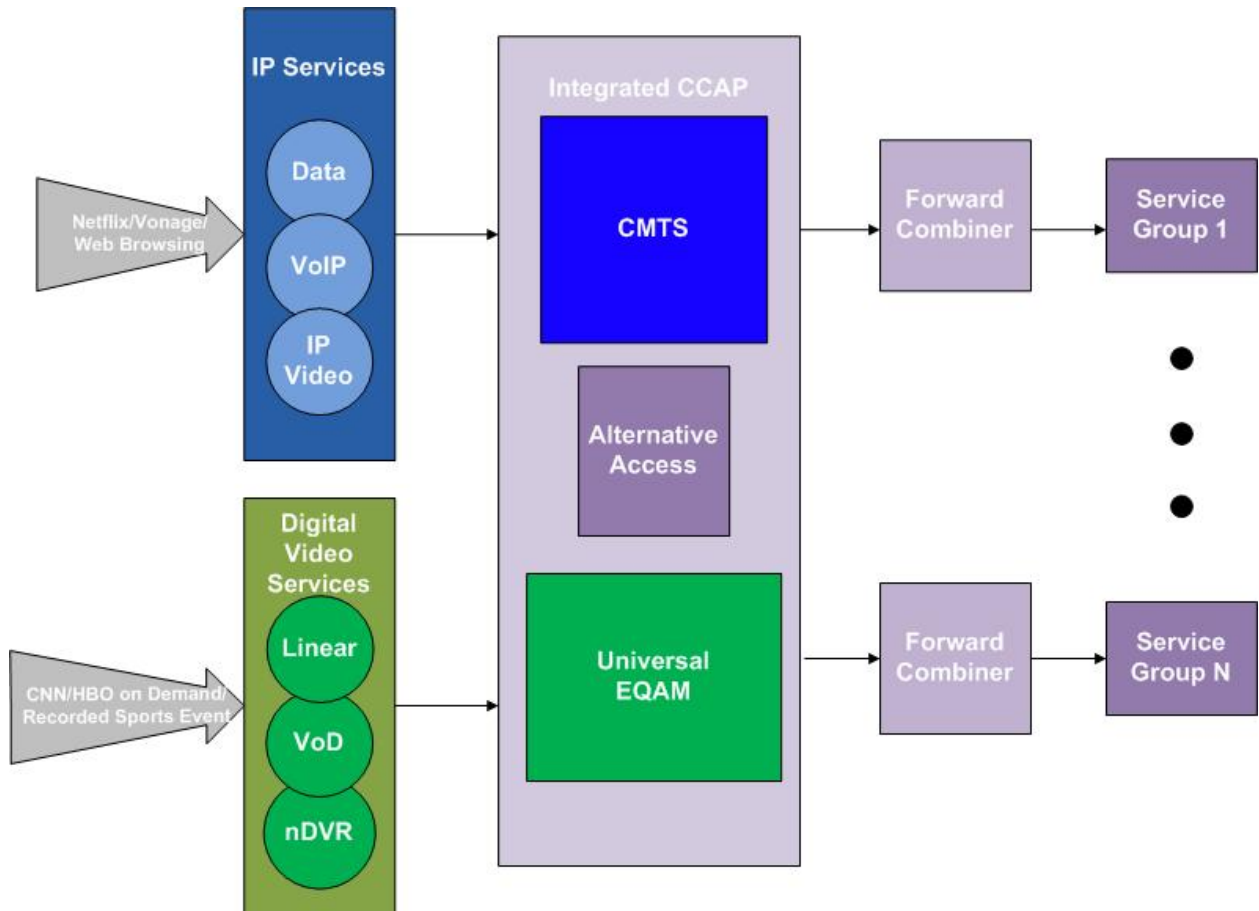 Netflix/Vonage/
Web Browsing
IP Services
Data
VoIP
IP
Video
CNN/HBO on Demand/
Recorded Sports Event
Digital
Video
Services
Linear
VoD
nDVR
Integrated CCAP
CMTS
Alternative
Access
Universal
EQAM
Forward
Combiner
Service
Group 1
Forward
Combiner
Service
Group N